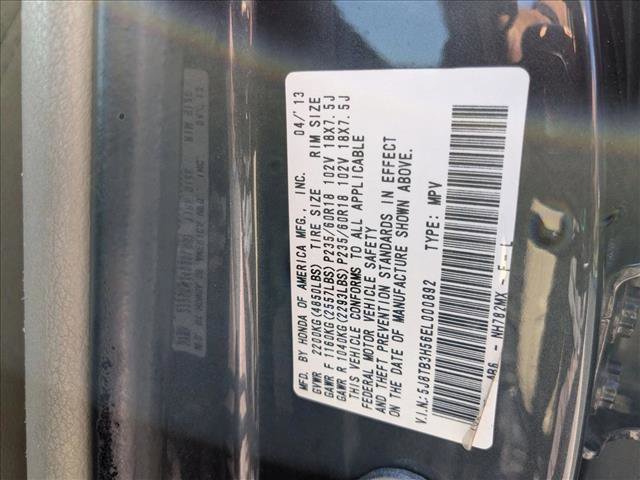 MFD. BY HONDA OF AMERICA MFG., INC. 04/'13
GVWR 2200KG(4850LBS) TIRE SIZE RIM SIZE
GAWR F 1160KG(2557LBS)P235/60R18 102V 18X7.5J
GAWR R 1040KG(2293LBS)P235/60R18 102V 18X7.5J
THIS VEHICLE CONFORMS TO ALL APPLICABLE
FEDERAL MOTOR VEHICLE SAFETY
AND THEFT PREVENTION STANDARDS IN EFFECT
ON THE DATE OF MANUFACTURE SHOWN ABOVE.
V.I.N.:5J8TB3H56EL000892 TYPE: MPV
AB6 - NH782MX - F - L